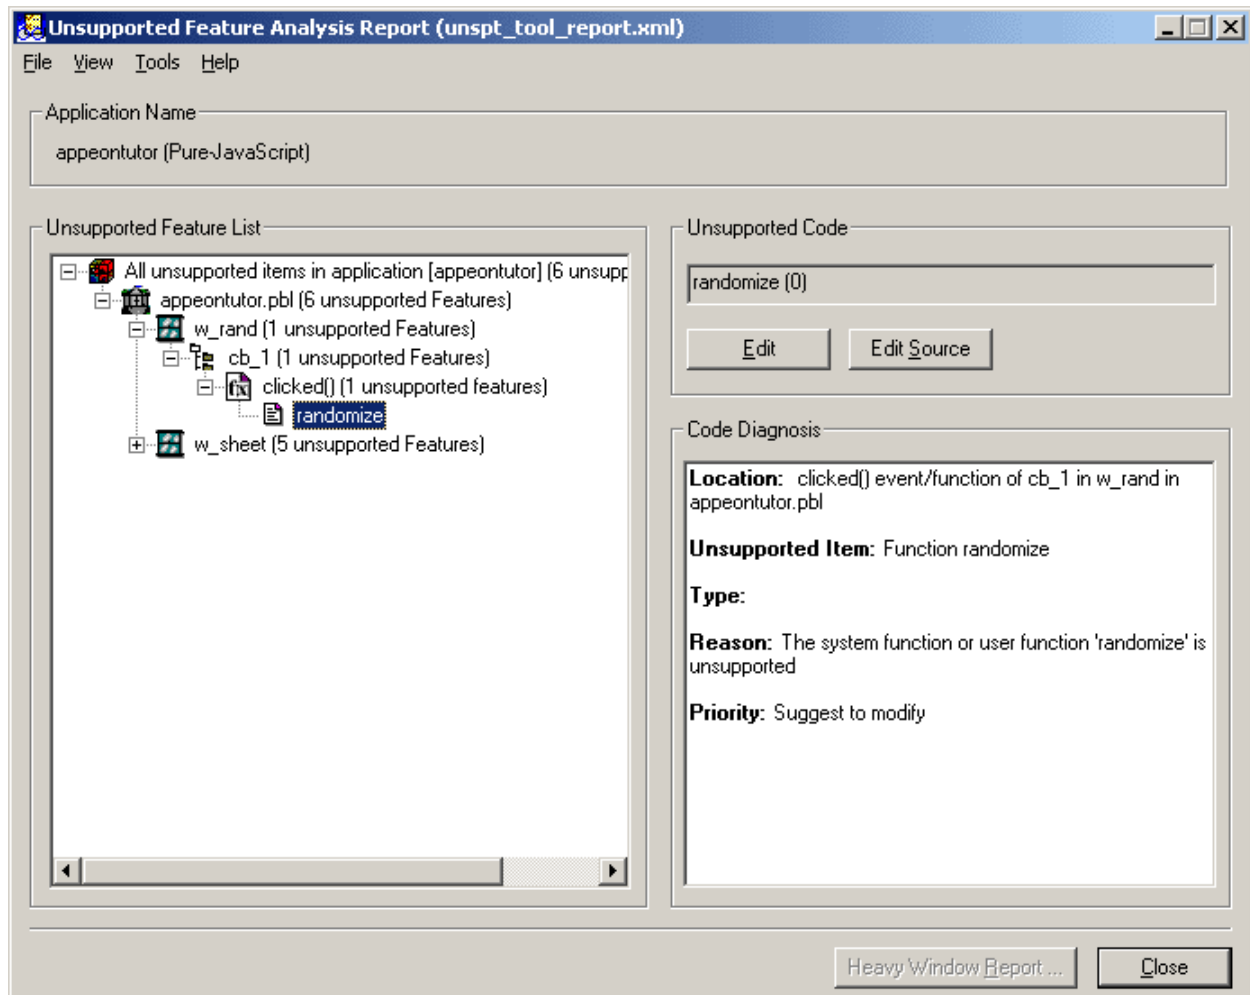 Unsupported Feature Analysis Report (unspt_tool_report.xml)
File View Tools Help
Application Name
appeontutor (Pure-JavaScript)
Unsupported Feature List
All unsupported items in application [appeontutor] (6 unsupp
appeontutor.pbl (6 unsupported Features)
w_rand (1 unsupported Features)
cb_1 (1 unsupported Features)
clicked() (1 unsupported features)
randomize
w_sheet (5 unsupported Features)
Unsupported Code
randomize (0)
Edit
Edit Source
Code Diagnosis
Location: clicked() event/function of cb_1 in w_rand in
appeontutor.pbl
Unsupported Item: Function randomize
Type:
Reason: The system function or user function 'randomize' is
unsupported
Priority: Suggest to modify
Heavy Window Report ...
Close